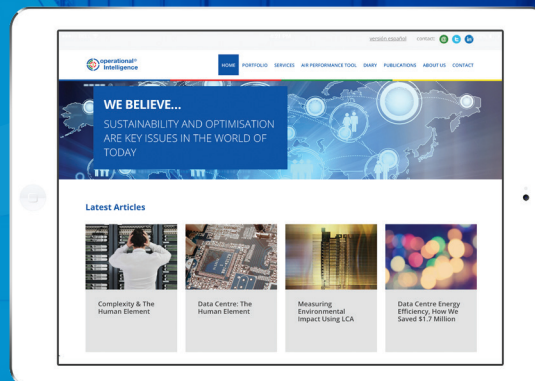 versión español contact:
operational®
Intelligence
HOME PORTFOLIO SERVICES AIR PERFORMANCE TOOL DIARY PUBLICATIONS ABOUT US CONTACT
WE BELIEVE...
SUSTAINABILITY AND OPTIMISATION
ARE KEY ISSUES IN THE WORLD OF
TODAY
Latest Articles
Complexity & The
Human Element
Data Centre: The
Human Element
Measuring
Environmental
Impact Using LCA
Data Centre Energy
Efficiency, How We
Saved $1.7 Million